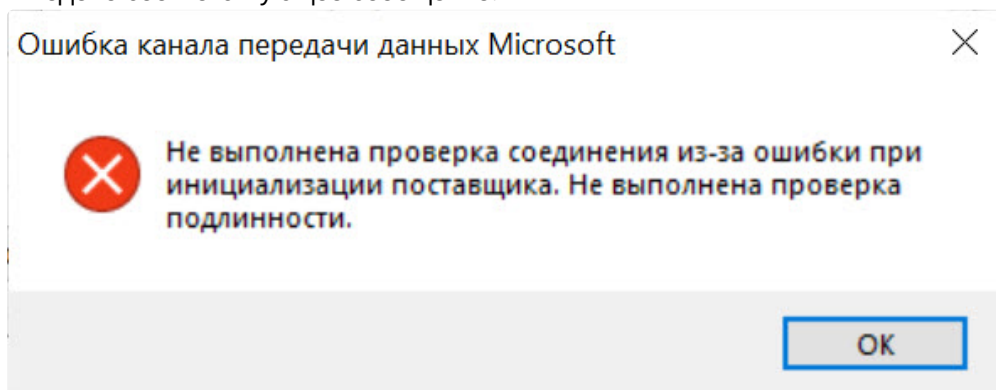 Ошибка канала передачи данных Microsoft
Не выполнена проверка соединения из-за ошибки при
инициализации поставщика. Не выполнена проверка
подлинности.
OK